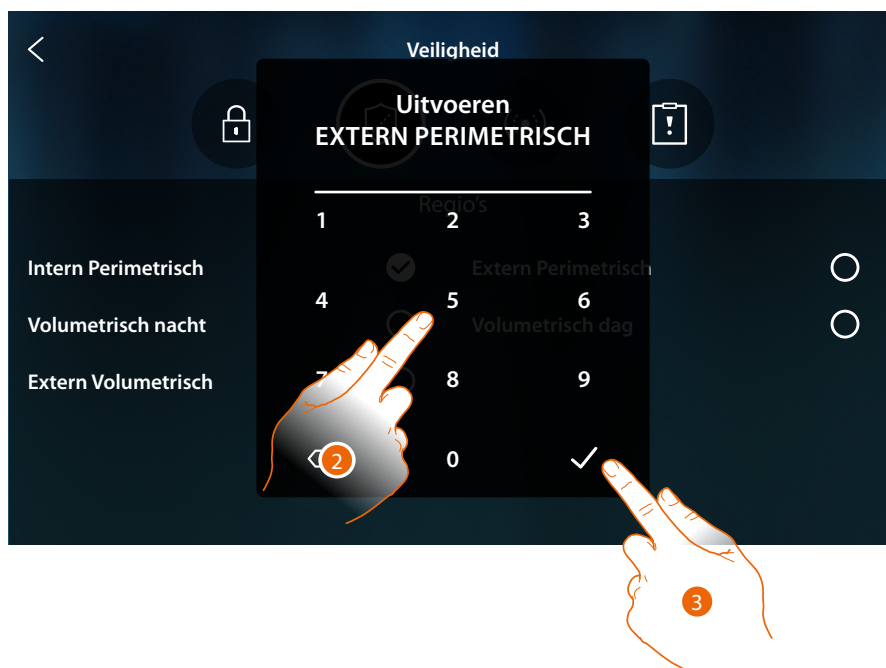 Veiligheid
Uitvoeren
EXTERN PERIMETRISCH
Regio's
1 2 3
Intern Perimetrisch Extern Perimetrisch
4 5 6
Volumetrisch nacht Volumetrisch dag
Extern Volumetrisch
7 8 9
2 0
3